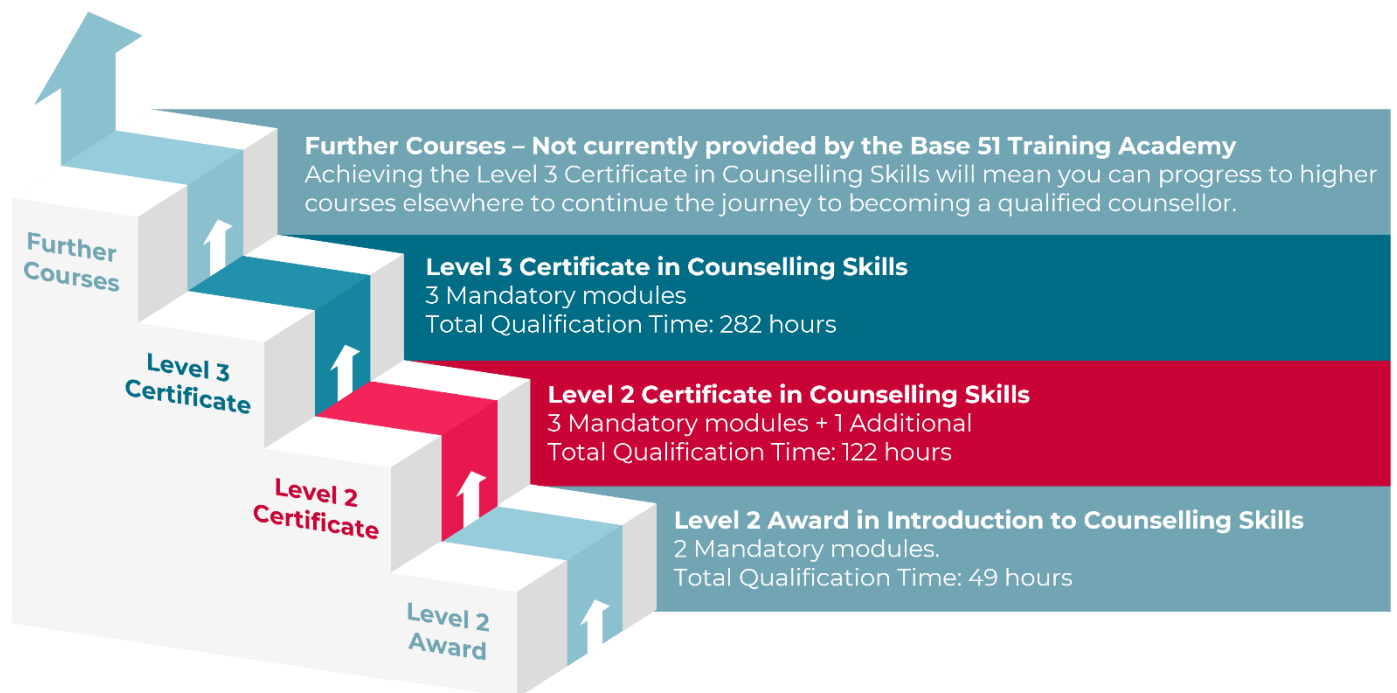 Further Courses – Not currently provided by the Base 51 Training Academy
Achieving the Level 3 Certificate in Counselling Skills will mean you can progress to higher
courses elsewhere to continue the journey to becoming a qualified counsellor.
Further
Courses
Level 3 Certificate in Counselling Skills
3 Mandatory modules
Total Qualification Time: 282 hours
Level 3
Certificate
Level 2 Certificate in Counselling Skills
3 Mandatory modules + 1 Additional
Total Qualification Time: 122 hours
Level 2
Certificate
Level 2 Award in Introduction to Counselling Skills
2 Mandatory modules.
Total Qualification Time: 49 hours
Level 2
Award